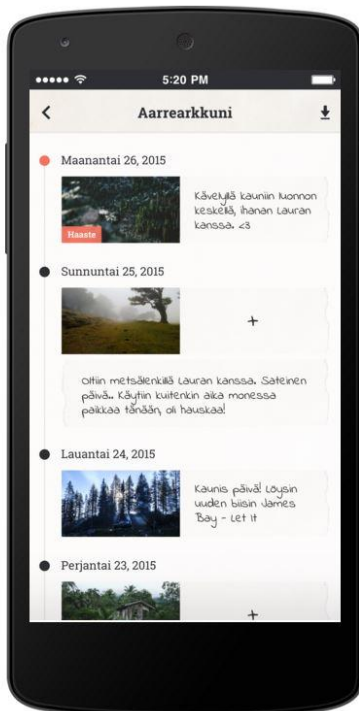 5:20 PM
Aarrearkkuni
Maanantai 26, 2015
Kävelyllä kauniin luonnon
keskellä, ihanan Lauran
kanssa. <3
Haaste
Sunnuntai 25, 2015
+
Oltiin metsälenkillä Lauran kanssa. Sateinen
päivä.. Käytiin kuitenkin aika monessa
paikkaa tänään, oli hauskaa!
Lauantai 24, 2015
Kaunis päivä! Löysin
uuden biisin James
Bay - Let it
Perjantai 23, 2015
+